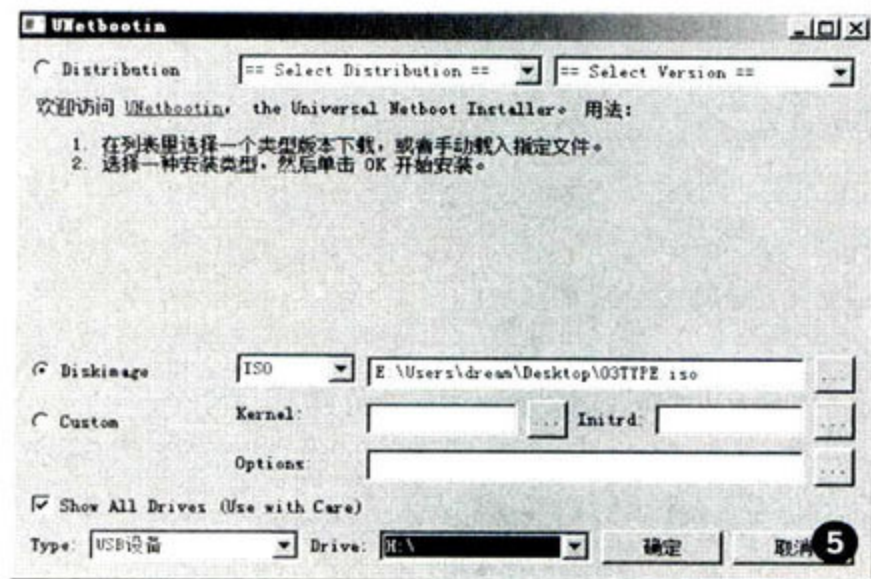 UNetbootin
Distribution == Select Distribution == == Select Version ==
欢迎访问 UNetbootin, the Universal Netboot Installer。 用法:
1. 在列表里选择一个类型版本下载,或者手动载入指定文件。
2. 选择一种安装类型,然后单击 OK 开始安装。
Diskimage ISO E:\Users\dream\Desktop\03TYPE.iso ...
Custom Kernel: ... Initrd: ...
Options: ...
Show All Drives (Use with Care)
Type: USB设备 Drive: H:\ 确定 取消 5